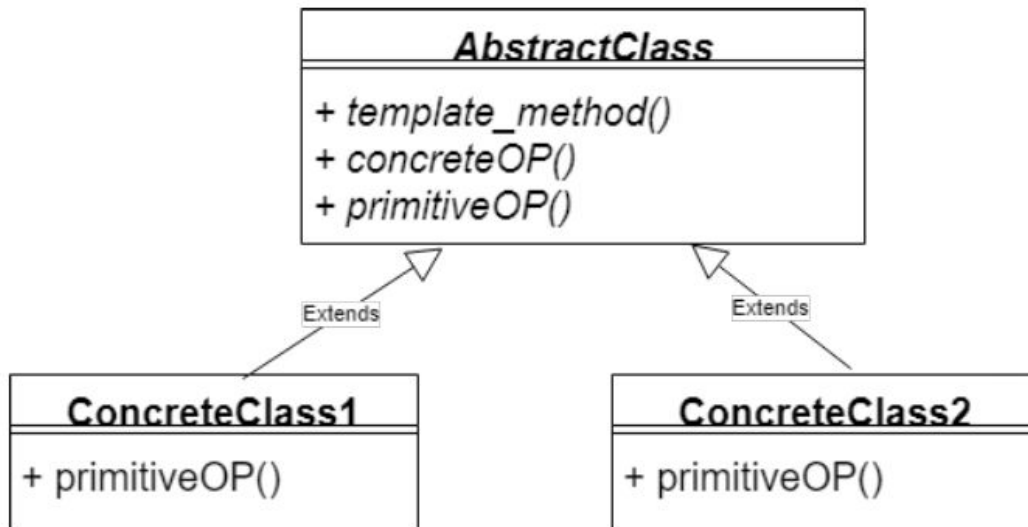 AbstractClass
+ template_method()
+ concreteOP()
+ primitiveOP()
Extends
Extends
ConcreteClass1
+ primitiveOP()
ConcreteClass2
+ primitiveOP()